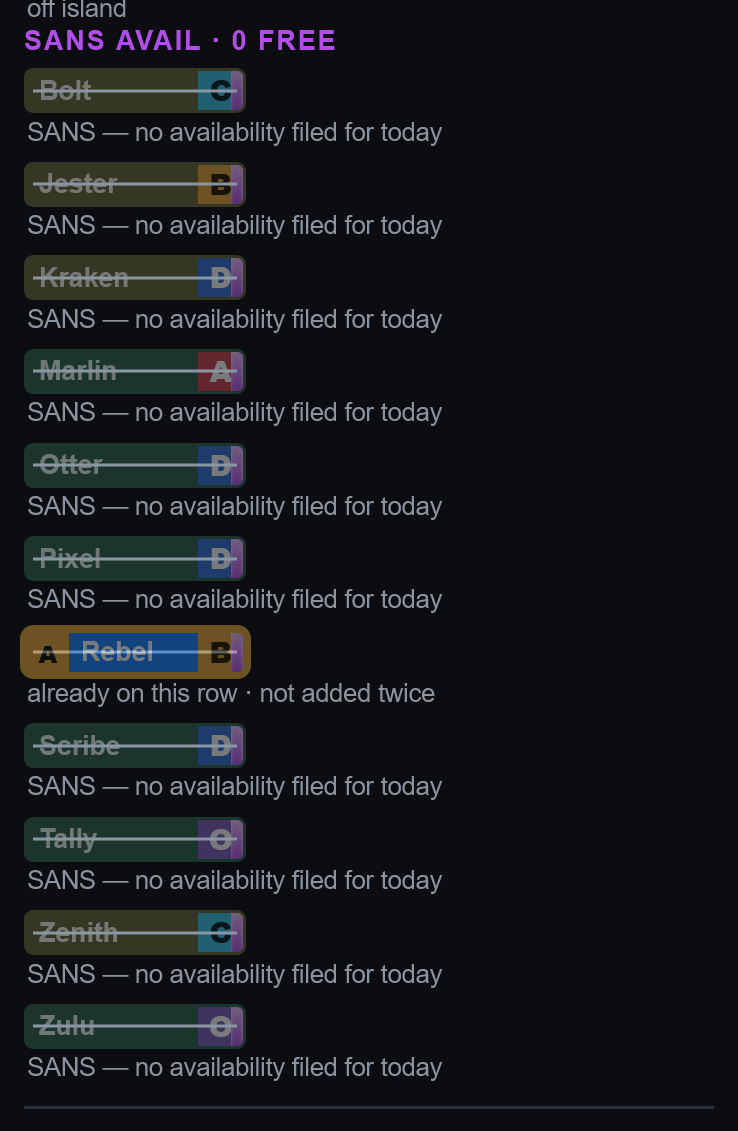 off island
SANS AVAIL · 0 FREE
Bolt C
SANS — no availability filed for today
Jester B
SANS — no availability filed for today
Kraken D
SANS — no availability filed for today
Marlin A
SANS — no availability filed for today
Otter D
SANS — no availability filed for today
Pixel D
SANS — no availability filed for today
A Rebel B
already on this row · not added twice
Scribe D
SANS — no availability filed for today
Tally O
SANS — no availability filed for today
Zenith C
SANS — no availability filed for today
Zulu O
SANS — no availability filed for today